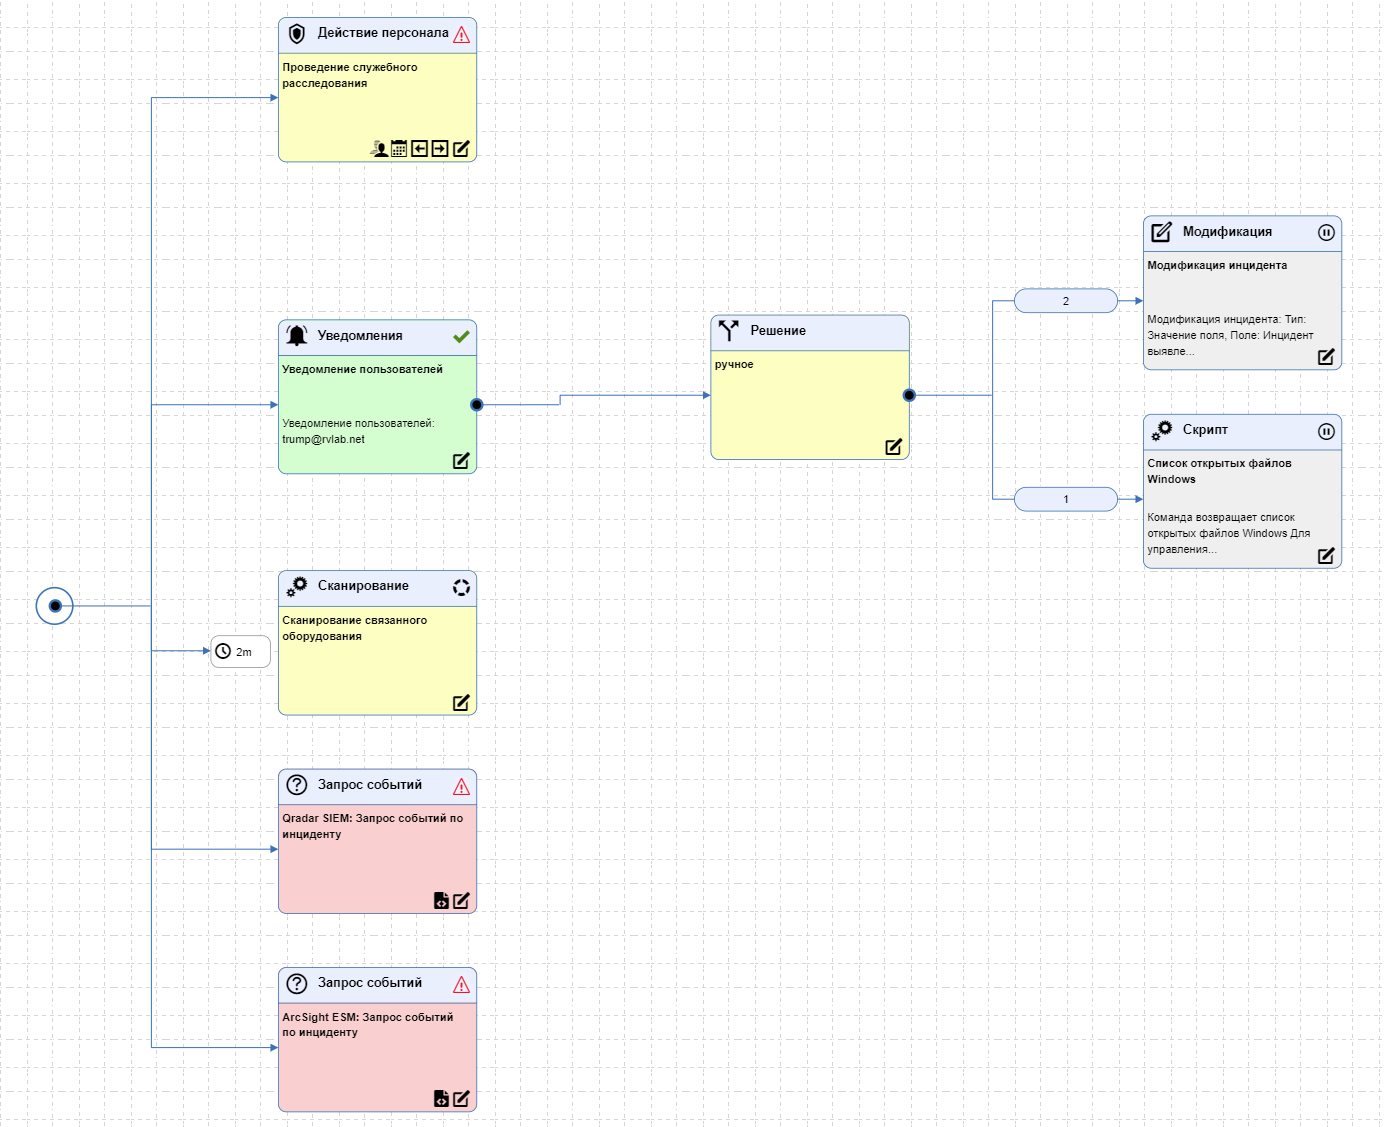 Действие персонала
Проведение служебного
расследования
Уведомления
Уведомление пользователей
Уведомление пользователей:
trump@rvlab.net
Решение
ручное
2
Модификация
Модификация инцидента
Модификация инцидента: Тип:
Значение поля, Поле: Инцидент
выявле...
1
Скрипт
Список открытых файлов
Windows
Команда возвращает список
открытых файлов Windows Для
управления...
2m
Сканирование
Сканирование связанного
оборудования
Запрос событий
Qradar SIEM: Запрос событий по
инциденту
Запрос событий
ArcSight ESM: Запрос событий
по инциденту